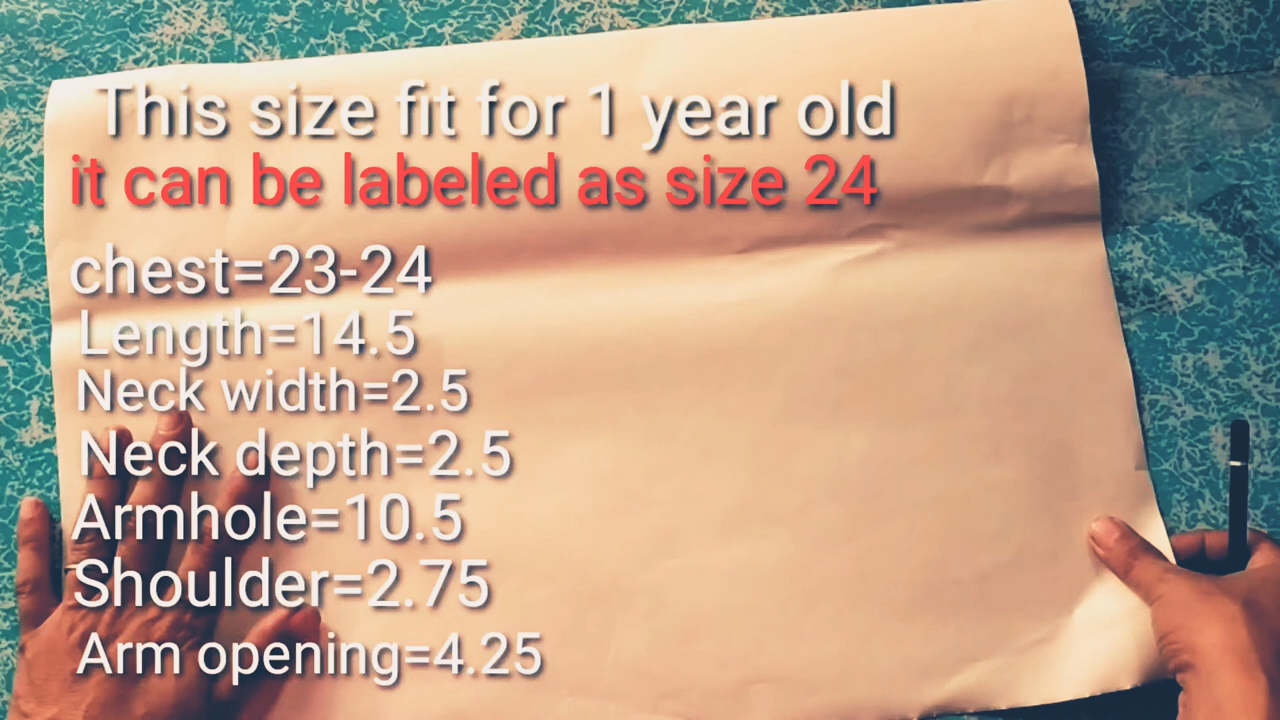 This size fit for 1 year old
it can be labeled as size 24
chest=23-24
Length=14.5
Neck width=2.5
Neck depth=2.5
Armhole=10.5
Shoulder=2.75
Arm opening=4.25